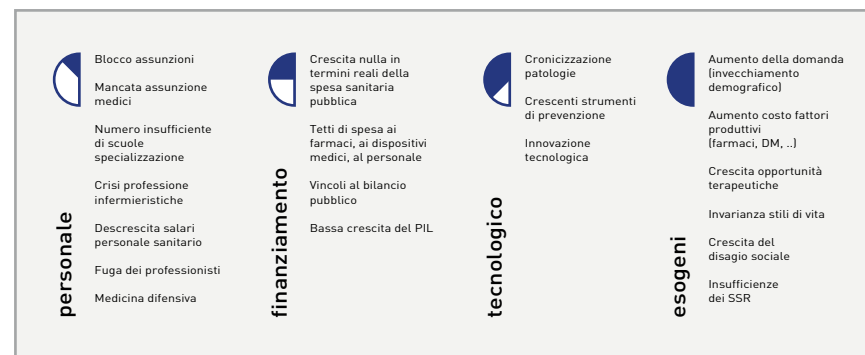 personale
Blocco assunzioni
Mancata assunzione
medici
Numero insufficiente
di scuole
specializzazione
Crisi professione
infermieristiche
Descrescita salari
personale sanitario
Fuga dei professionisti
Medicina difensiva
finanziamento
Crescita nulla in
termini reali della
spesa sanitaria
pubblica
Tetti di spesa ai
farmaci, ai dispositivi
medici, al personale
Vincoli al bilancio
pubblico
Bassa crescita del PIL
tecnologico
Cronicizzazione
patologie
Crescenti strumenti
di prevenzione
Innovazione
tecnologica
esogeni
Aumento della domanda
(invecchiamento
demografico)
Aumento costo fattori
produttivi
(farmaci, DM, ..)
Crescita opportunità
terapeutiche
Invarianza stili di vita
Crescita del
disagio sociale
Insufficienze
dei SSR